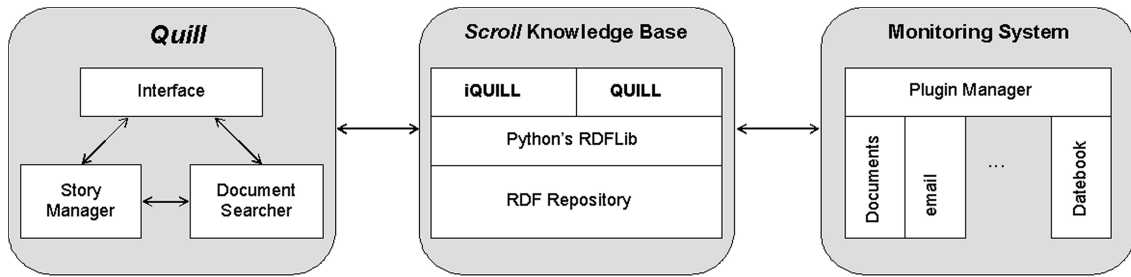 Quill
Interface
Story
Manager
Document
Searcher
Scroll Knowledge Base
iQUILL
QUILL
Python's RDFLib
RDF Repository
Monitoring System
Plugin Manager
Documents
email
...
Datebook